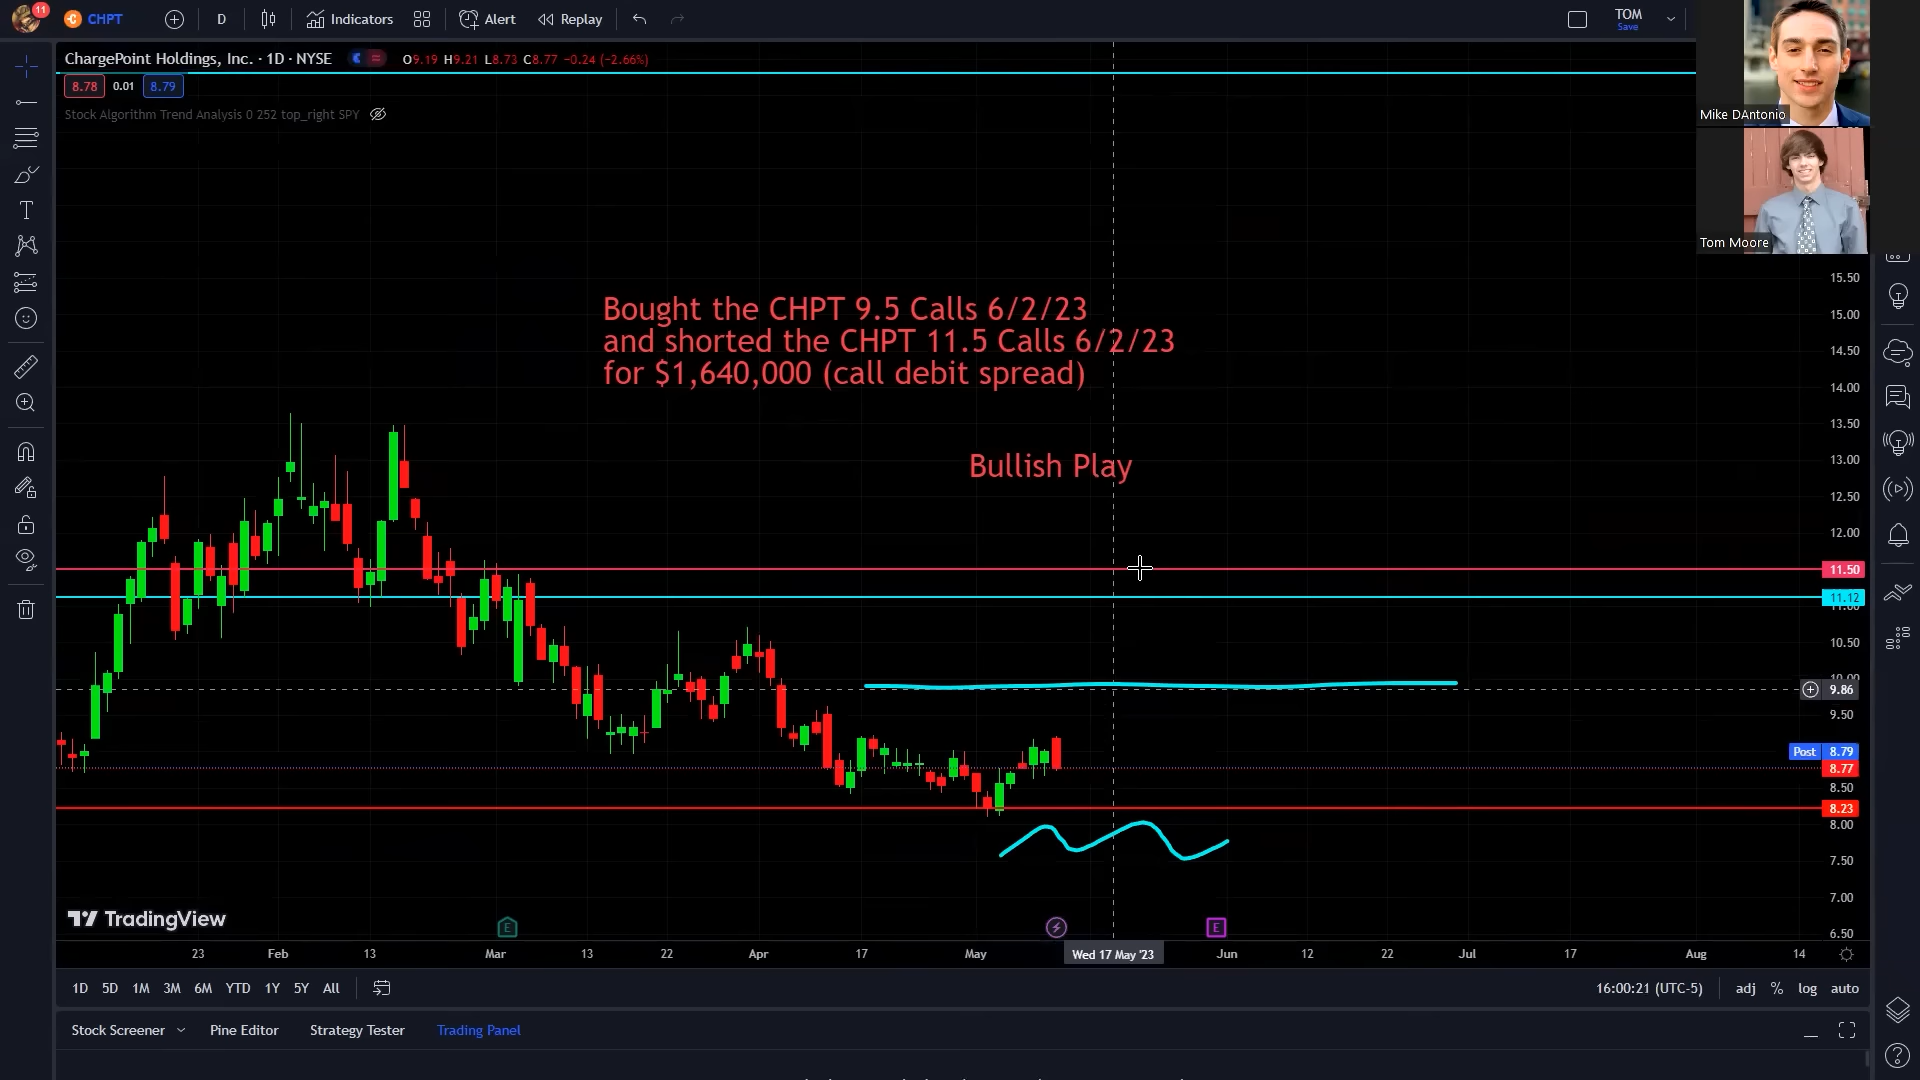 11
CHPT
D
Indicators
Alert
Replay
TOM
Save
ChargePoint Holdings, Inc. · 1D · NYSE
O9.19 H9.21 L8.73 C8.77 −0.24 (−2.66%)
8.78 0.01 8.79
Stock Algorithm Trend Analysis 0 252 top_right SPY
Mike DAntonio
Tom Moore
Bought the CHPT 9.5 Calls 6/2/23
and shorted the CHPT 11.5 Calls 6/2/23
for $1,640,000 (call debit spread)
Bullish Play
15.50
15.00
14.50
14.00
13.50
13.00
12.50
12.00
11.50
11.12
11.00
10.50
10.00
9.86
9.50
Post 8.79
8.77
8.50
8.23
8.00
7.50
7.00
6.50
TradingView
E
E
23 Feb 13 Mar 13 22 Apr 17 May Wed 17 May '23 Jun 12 22 Jul 17 Aug 14
1D 5D 1M 3M 6M YTD 1Y 5Y All
16:00:21 (UTC-5) adj % log auto
Stock Screener Pine Editor Strategy Tester Trading Panel